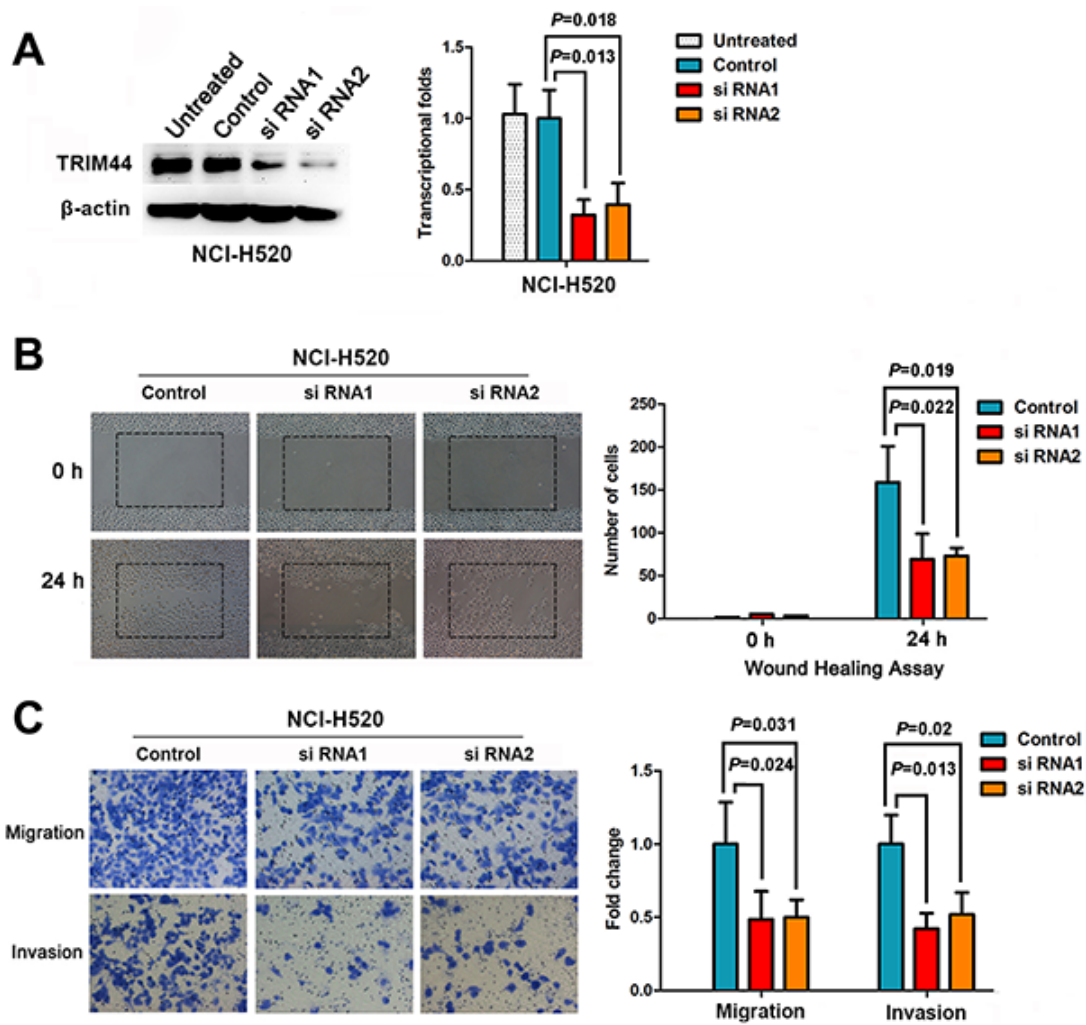 A
Untreated
Control
si RNA1
si RNA2
TRIM44
β-actin
NCI-H520
P=0.018
P=0.013
1.5
1.0
0.5
0.0
Transcriptional folds
NCI-H520
Untreated
Control
si RNA1
si RNA2
B
NCI-H520
Control si RNA1 si RNA2
0 h
24 h
P=0.019
P=0.022
250
200
150
100
50
0
Number of cells
0 h 24 h
Wound Healing Assay
Control
si RNA1
si RNA2
C
NCI-H520
Control si RNA1 si RNA2
Migration
Invasion
P=0.031 P=0.02
P=0.024 P=0.013
1.5
1.0
0.5
0.0
Fold change
Migration Invasion
Control
si RNA1
si RNA2